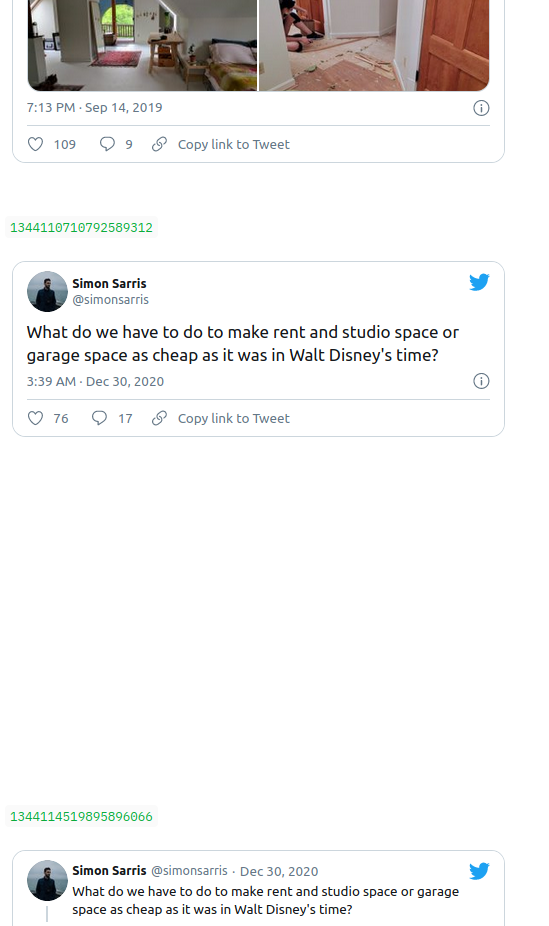 7:13 PM · Sep 14, 2019
109 9 Copy link to Tweet
1344110710792589312
Simon Sarris
@simonsarris
What do we have to do to make rent and studio space or
garage space as cheap as it was in Walt Disney's time?
3:39 AM · Dec 30, 2020
76 17 Copy link to Tweet
1344114519895896066
Simon Sarris @simonsarris · Dec 30, 2020
What do we have to do to make rent and studio space or garage
space as cheap as it was in Walt Disney's time?